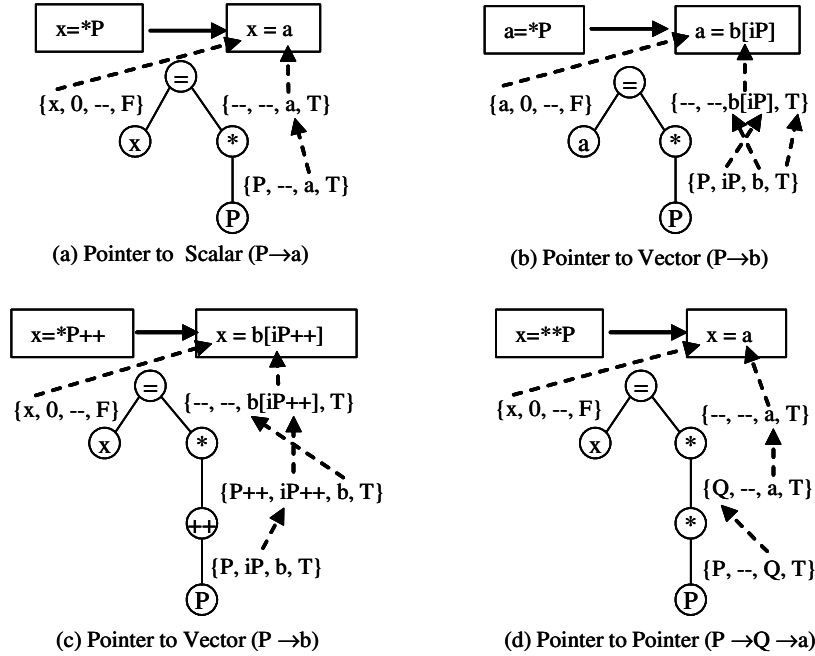 x=*P
x = a
=
{x, 0, --, F}
{--, --, a, T}
x
*
{P, --, a, T}
P
(a) Pointer to Scalar (P→a)
a=*P
a = b[iP]
=
{a, 0, --, F}
{--, --,b[iP], T}
a
*
{P, iP, b, T}
P
(b) Pointer to Vector (P→b)
x=*P++
x = b[iP++]
=
{x, 0, --, F}
{--, --, b[iP++], T}
x
*
{P++, iP++, b, T}
++
{P, iP, b, T}
P
(c) Pointer to Vector (P →b)
x=**P
x = a
=
{x, 0, --, F}
{--, --, a, T}
x
*
{Q, --, a, T}
*
{P, --, Q, T}
P
(d) Pointer to Pointer (P →Q →a)